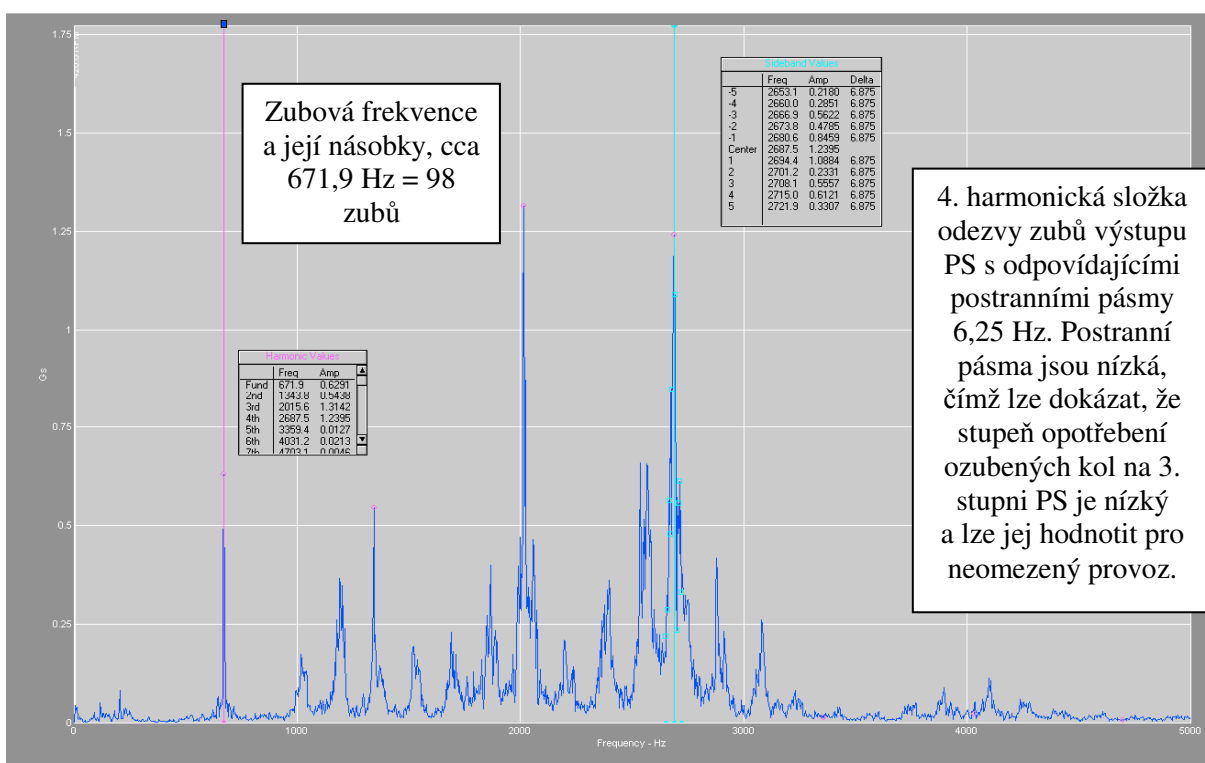 1.75
Zubová frekvence
a její násobky, cca
671,9 Hz = 98
zubů
Sideband Values
Freq Amp Delta
-5 2653.1 0.2180 6.875
-4 2660.0 0.2851 6.875
-3 2666.9 0.5622 6.875
-2 2673.8 0.4785 6.875
-1 2680.6 0.8459 6.875
Center 2687.5 1.2395
1 2694.4 1.0884 6.875
2 2701.2 0.2331 6.875
3 2708.1 0.5557 6.875
4 2715.0 0.6121 6.875
5 2721.9 0.3307 6.875
4. harmonická složka
odezvy zubů výstupu
PS s odpovídajícími
postranními pásmy
6,25 Hz. Postranní
pásma jsou nízká,
čímž lze dokázat, že
stupeň opotřebení
ozubených kol na 3.
stupni PS je nízký
a lze jej hodnotit pro
neomezený provoz.
1.5
1.25
1
Harmonic Values
Freq Amp
Fund 671.9 0.6291
2nd 1343.8 0.5438
3rd 2015.6 1.3142
4th 2687.5 1.2395
5th 3359.4 0.0127
6th 4031.2 0.0213
7th 4703.1 0.0046
G's
0.75
0.5
0.25
0
0 1000 2000 3000 4000 5000
Frequency - Hz